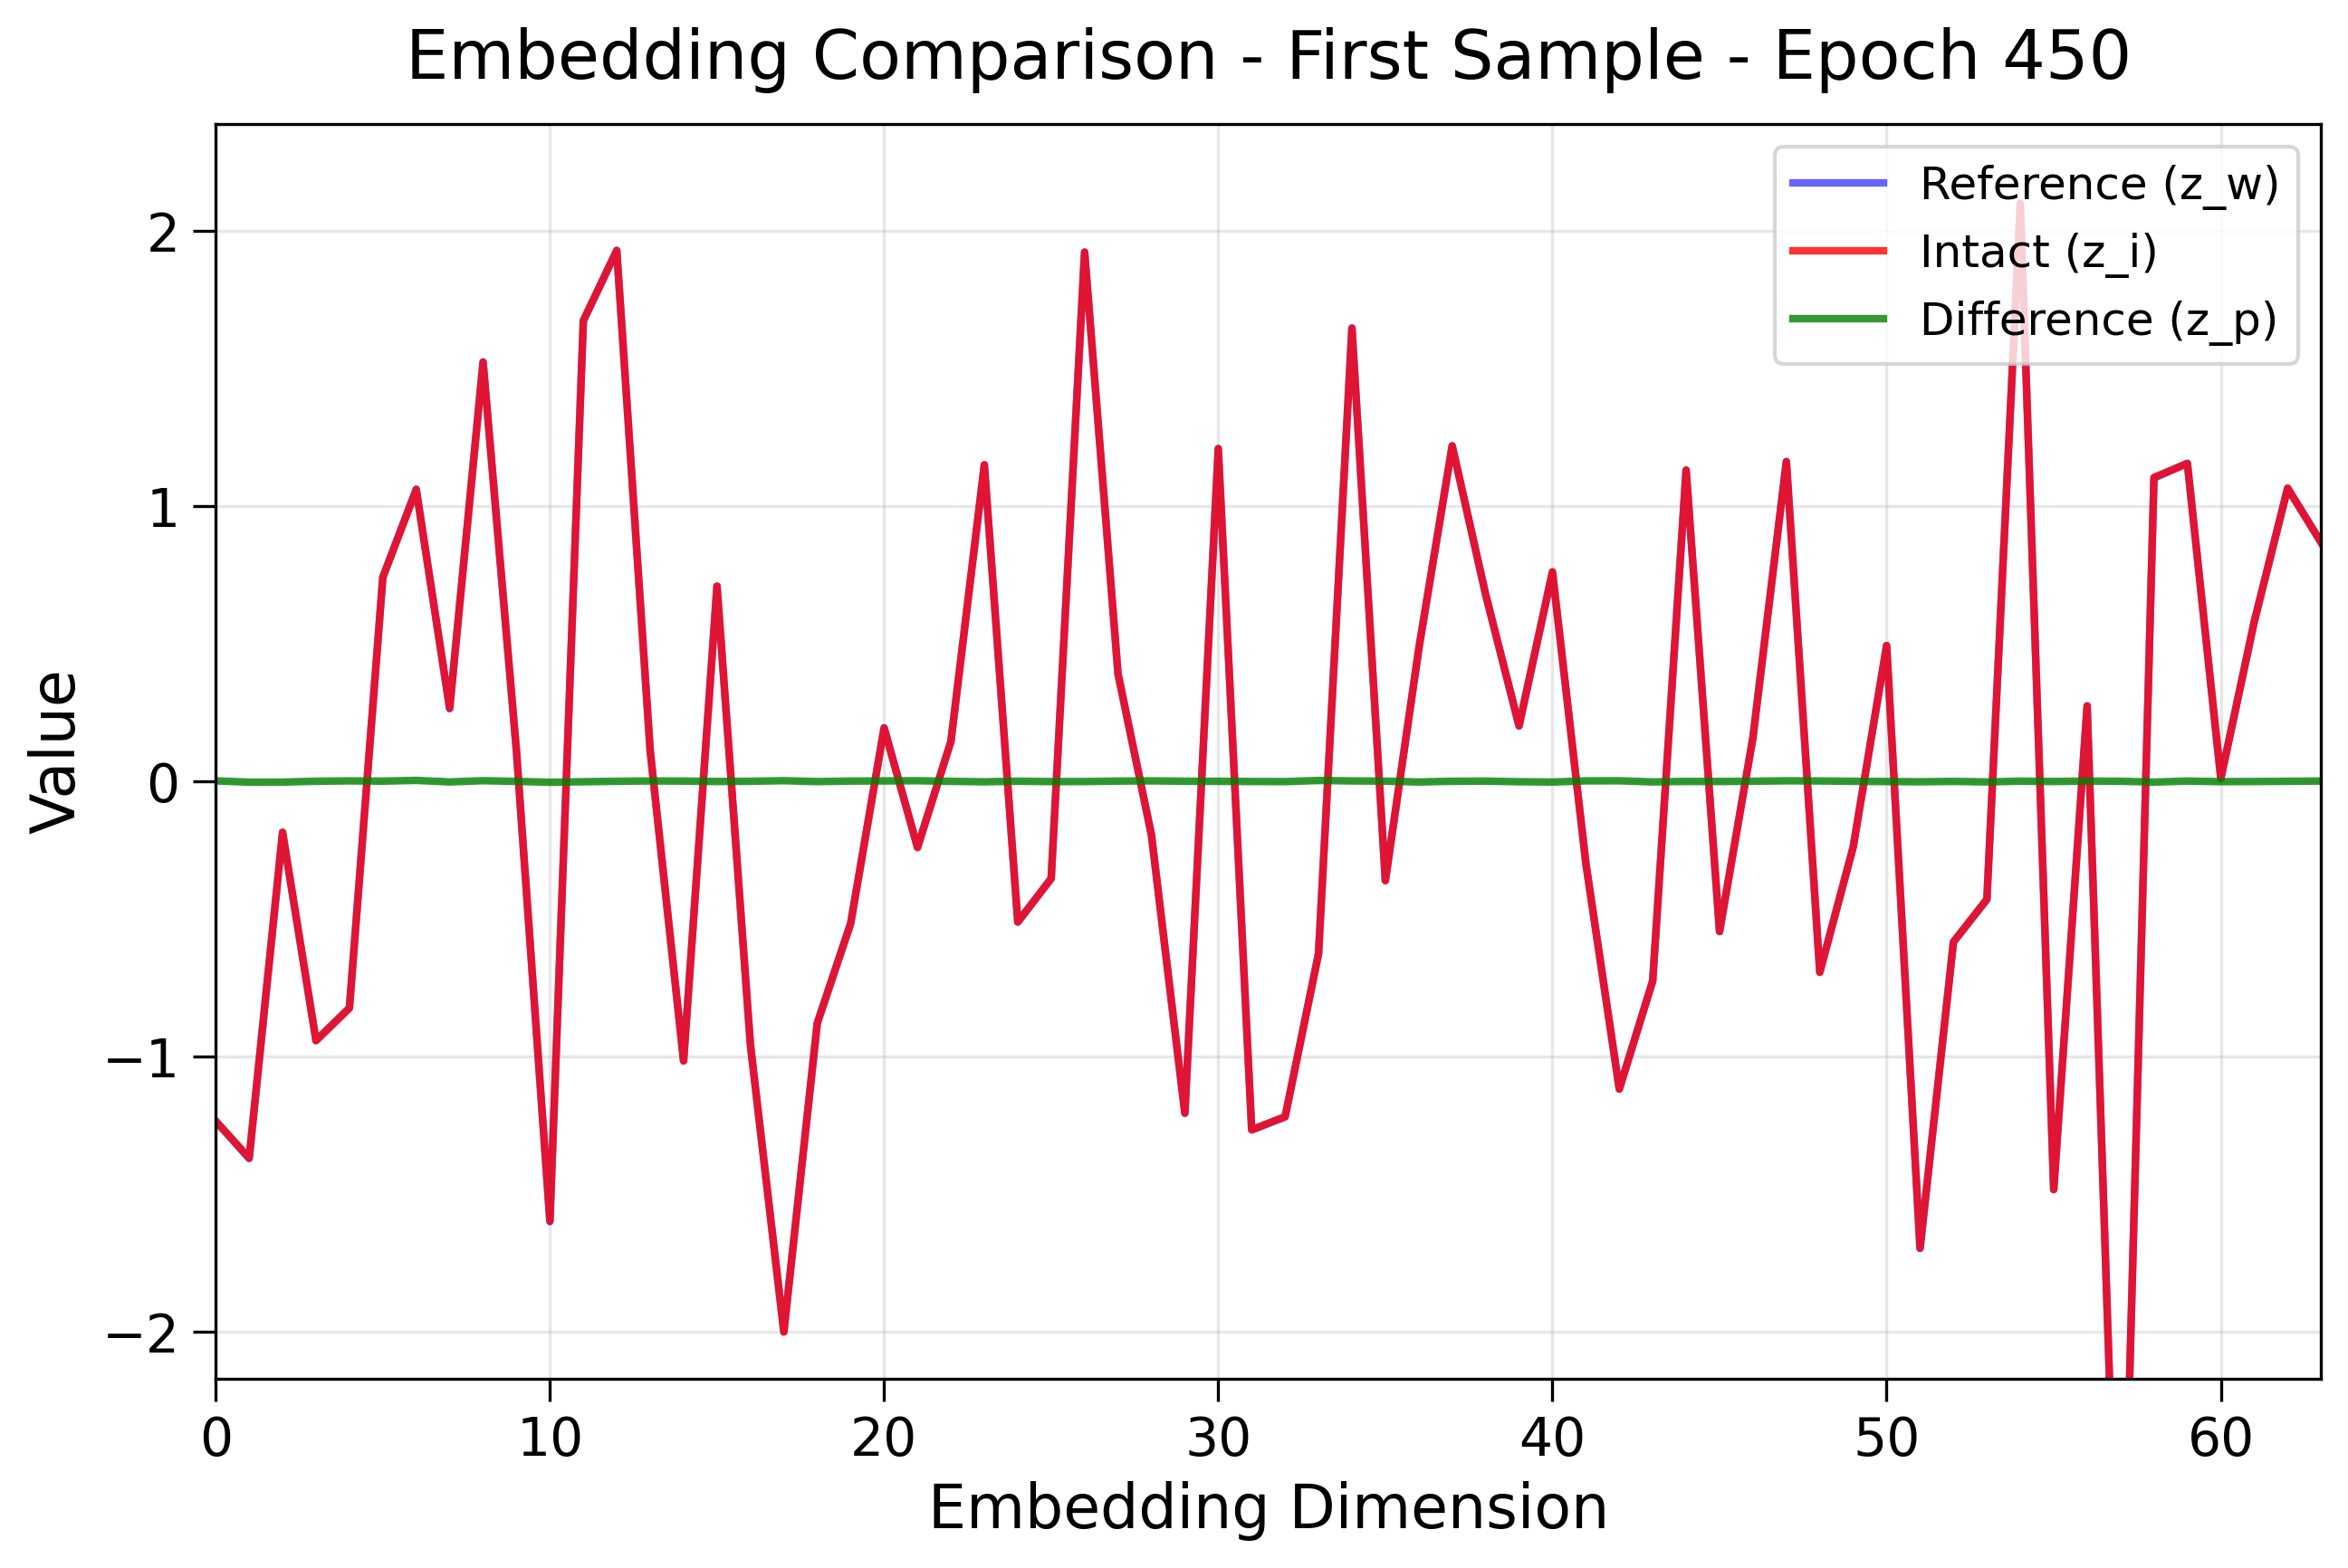 Embedding Comparison - First Sample - Epoch 450
Reference (z_w)
Intact (z_i)
Difference (z_p)
Value
2
1
0
−1
−2
0 10 20 30 40 50 60
Embedding Dimension